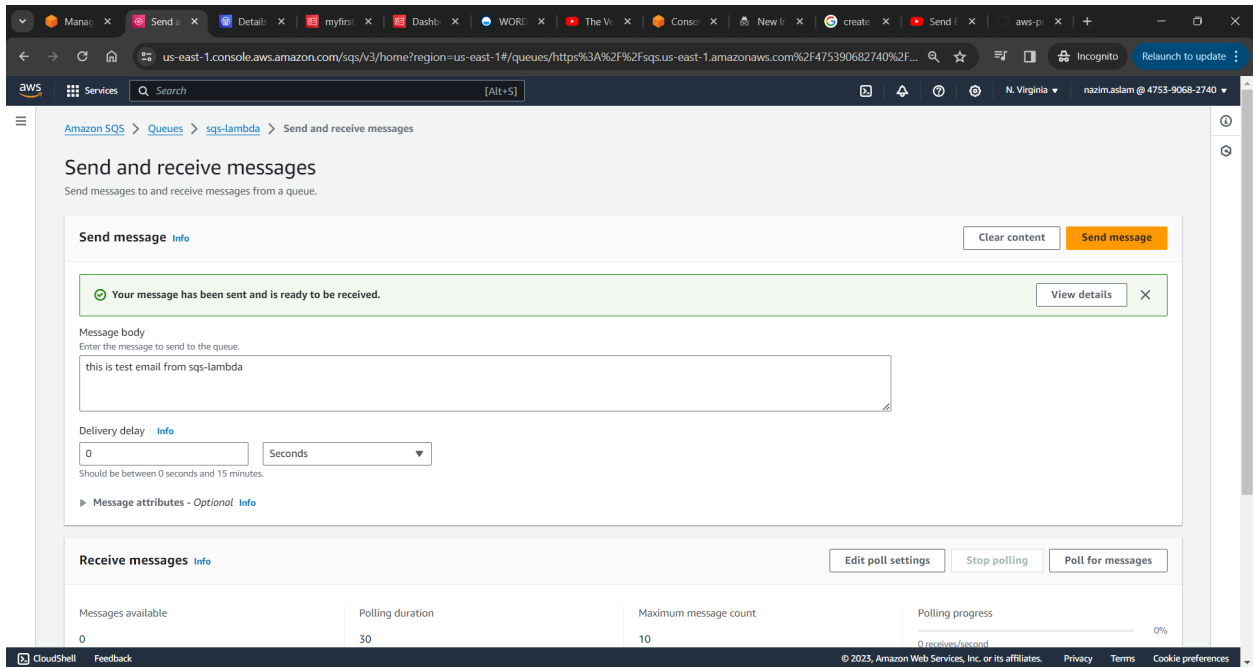 Manag
Send a
Details
myfirst
Dashb
WORD
The Ve
Consol
New In
create
Send E
aws-pr
us-east-1.console.aws.amazon.com/sqs/v3/home?region=us-east-1#/queues/https%3A%2F%2Fsqs.us-east-1.amazonaws.com%2F475390682740%2F...
Incognito
Relaunch to update
aws
Services
Search
[Alt+S]
N. Virginia
nazim.aslam @ 4753-9068-2740
Amazon SQS > Queues > sqs-lambda > Send and receive messages
Send and receive messages
Send messages to and receive messages from a queue.
Send message Info
Clear content
Send message
Your message has been sent and is ready to be received.
View details
Message body
Enter the message to send to the queue.
this is test email from sqs-lambda
Delivery delay Info
0
Seconds
Should be between 0 seconds and 15 minutes.
Message attributes - Optional Info
Receive messages Info
Edit poll settings
Stop polling
Poll for messages
Messages available
Polling duration
Maximum message count
Polling progress
0
30
10
0%
0 receives/second
CloudShell
Feedback
© 2023, Amazon Web Services, Inc. or its affiliates.
Privacy
Terms
Cookie preferences